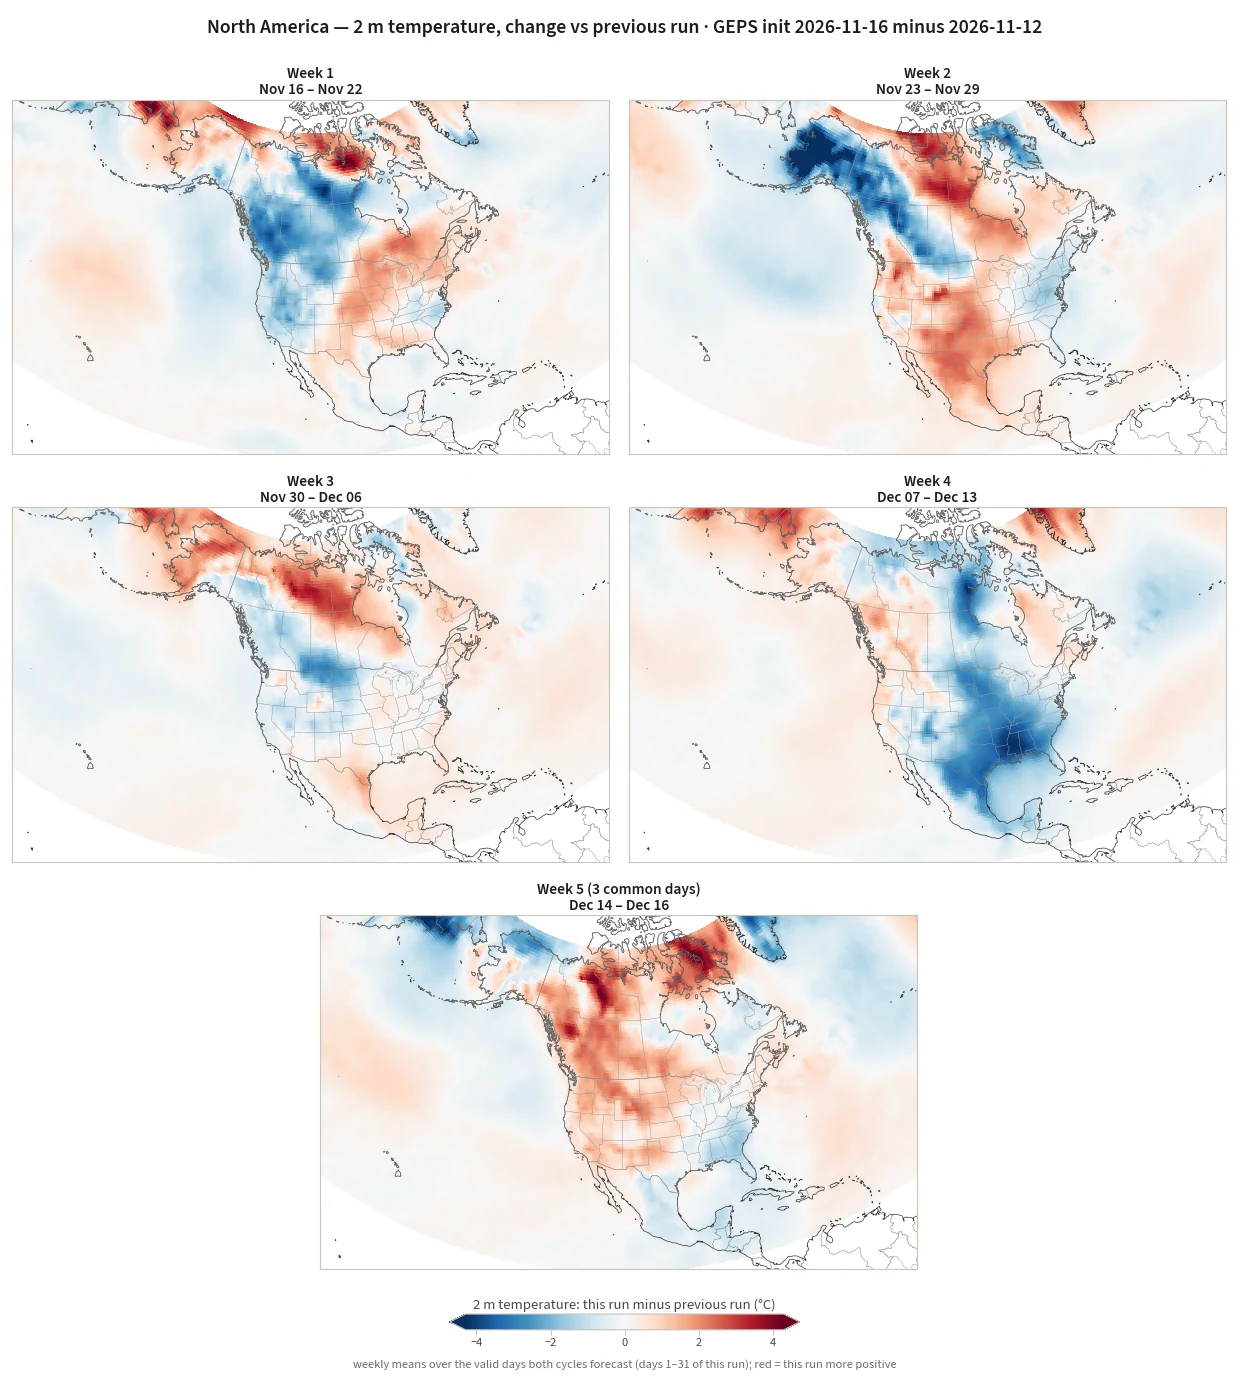 North America — 2 m temperature, change vs previous run · GEPS init 2026-11-16 minus 2026-11-12
Week 1
Nov 16 – Nov 22
Week 2
Nov 23 – Nov 29
Week 3
Nov 30 – Dec 06
Week 4
Dec 07 – Dec 13
Week 5 (3 common days)
Dec 14 – Dec 16
2 m temperature: this run minus previous run (°C)
−4 −2 0 2 4
weekly means over the valid days both cycles forecast (days 1–31 of this run); red = this run more positive